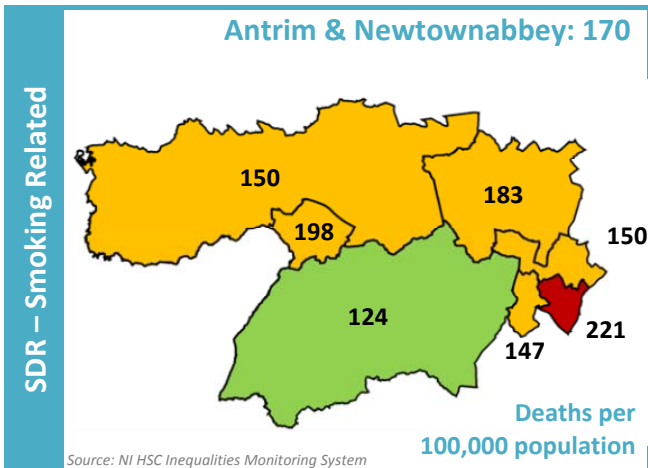 Antrim & Newtownabbey: 170
SDR – Smoking Related
150
183
198
150
124
221
147
Deaths per
100,000 population
Source: NI HSC Inequalities Monitoring System